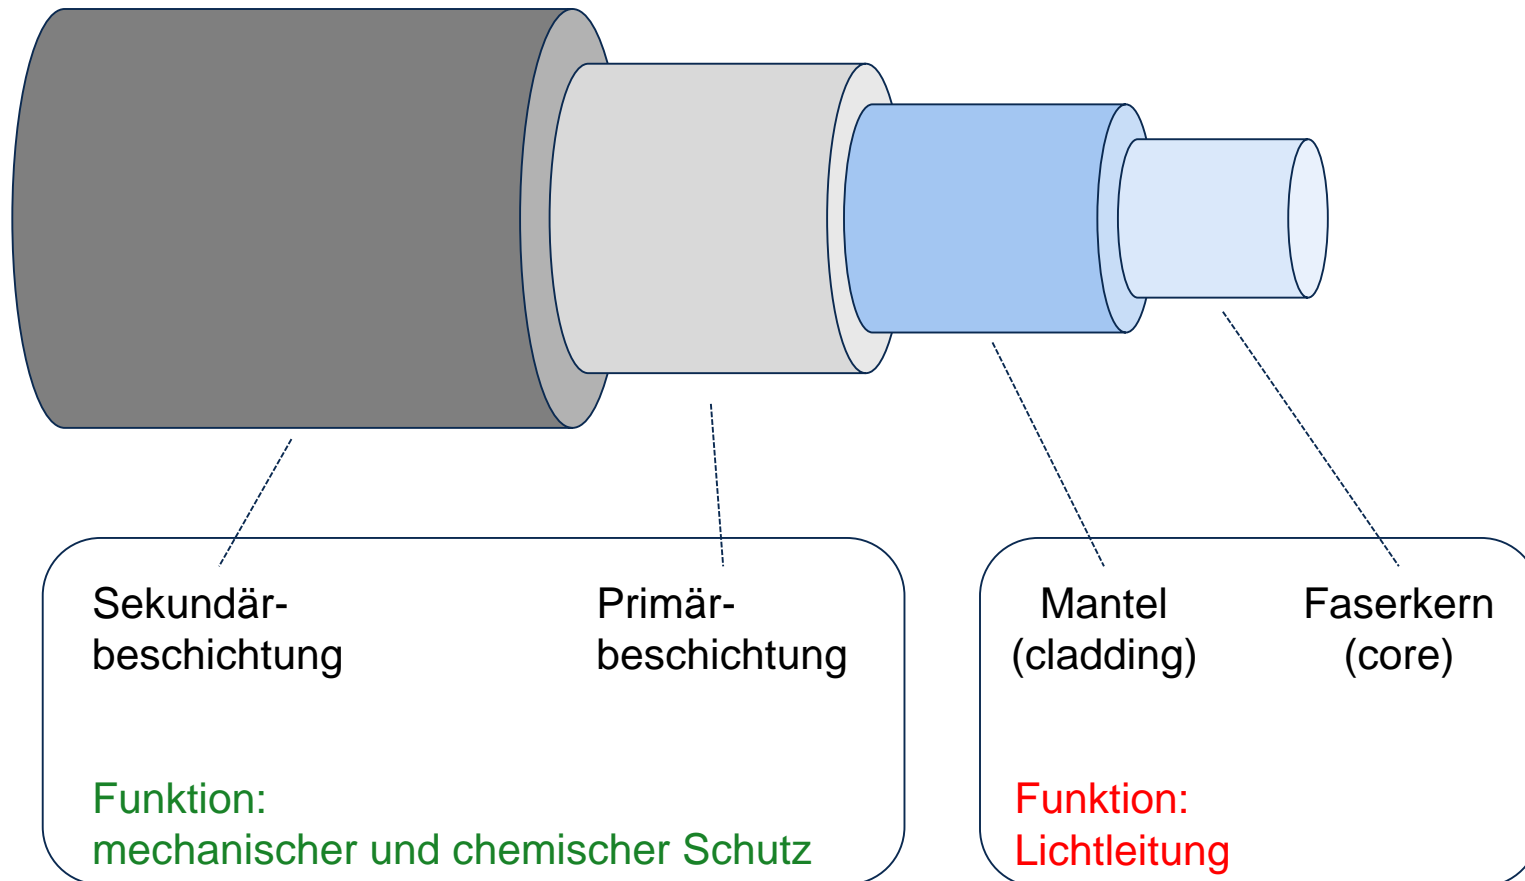 Sekundär-
beschichtung
Primär-
beschichtung
Mantel
(cladding)
Faserkern
(core)
Funktion:
mechanischer und chemischer Schutz
Funktion:
Lichtleitung